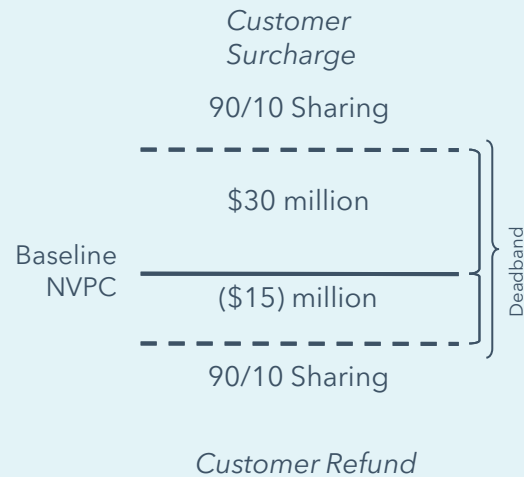 Customer
Surcharge
90/10 Sharing
$30 million
Baseline
NVPC
($15) million
Deadband
90/10 Sharing
Customer Refund